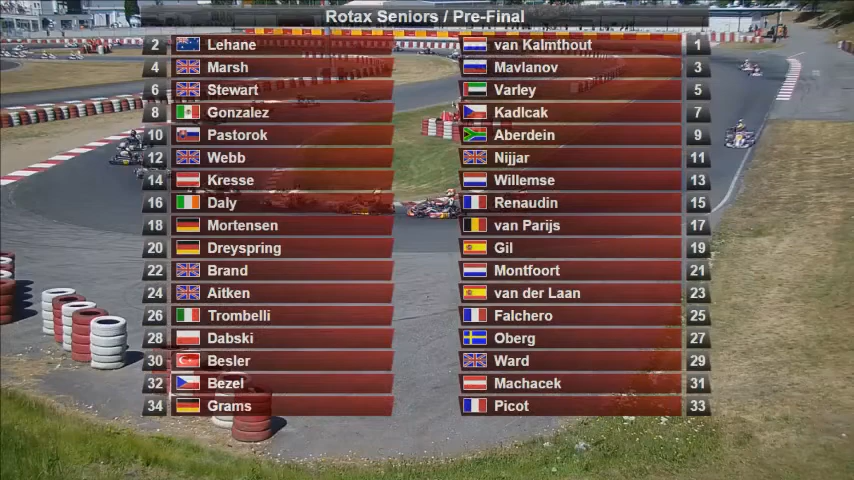 Rotax Seniors / Pre-Final
2 Lehane van Kalmthout 1
4 Marsh Mavlanov 3
6 Stewart Varley 5
8 Gonzalez Kadlcak 7
10 Pastorok Aberdein 9
12 Webb Nijjar 11
14 Kresse Willemse 13
16 Daly Renaudin 15
18 Mortensen van Parijs 17
20 Dreyspring Gil 19
22 Brand Montfoort 21
24 Aitken van der Laan 23
26 Trombelli Falchero 25
28 Dabski Oberg 27
30 Besler Ward 29
32 Bezel Machacek 31
34 Grams Picot 33